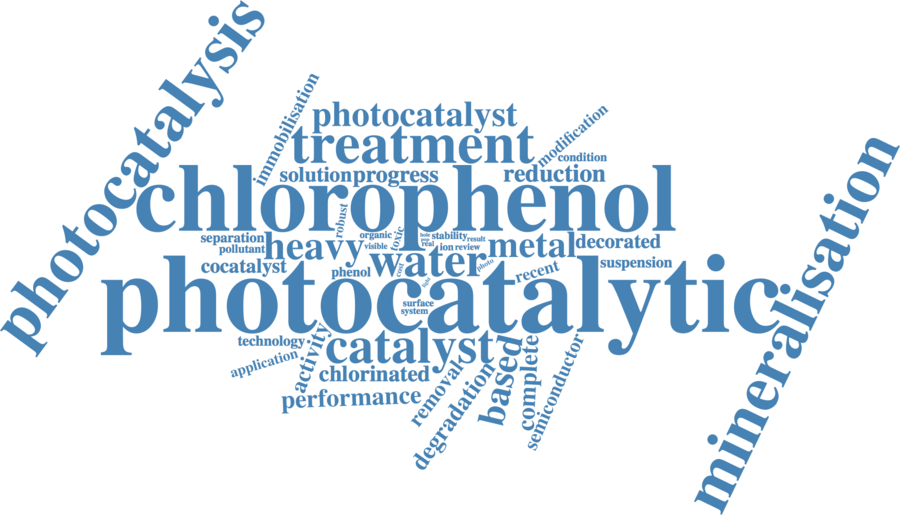 photocatalysis
immobilisation
photocatalyst
modification
treatment
condition
solution
progress
reduction
chlorophenol
mineralisation
robust
separation
pollutant
heavy
organic
visible
toxic
hole
real
stability
result
ion
review
metal
decorated
cocatalyst
phenol
water
photo
recent
suspension
cost
light
photocatalytic
surface
system
technology
application
activity
catalyst
chlorinated
performance
removal
degradation
based
complete
semiconductor